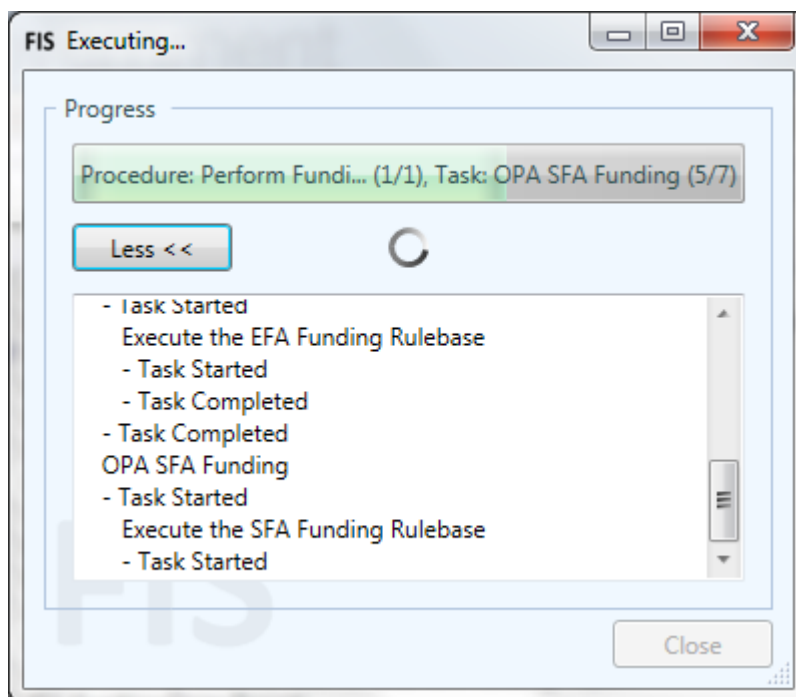 FIS Executing...
Progress
Procedure: Perform Fundi... (1/1), Task: OPA SFA Funding (5/7)
Less <<
- Task Started
Execute the EFA Funding Rulebase
- Task Started
- Task Completed
- Task Completed
OPA SFA Funding
- Task Started
Execute the SFA Funding Rulebase
- Task Started
FIS
Close